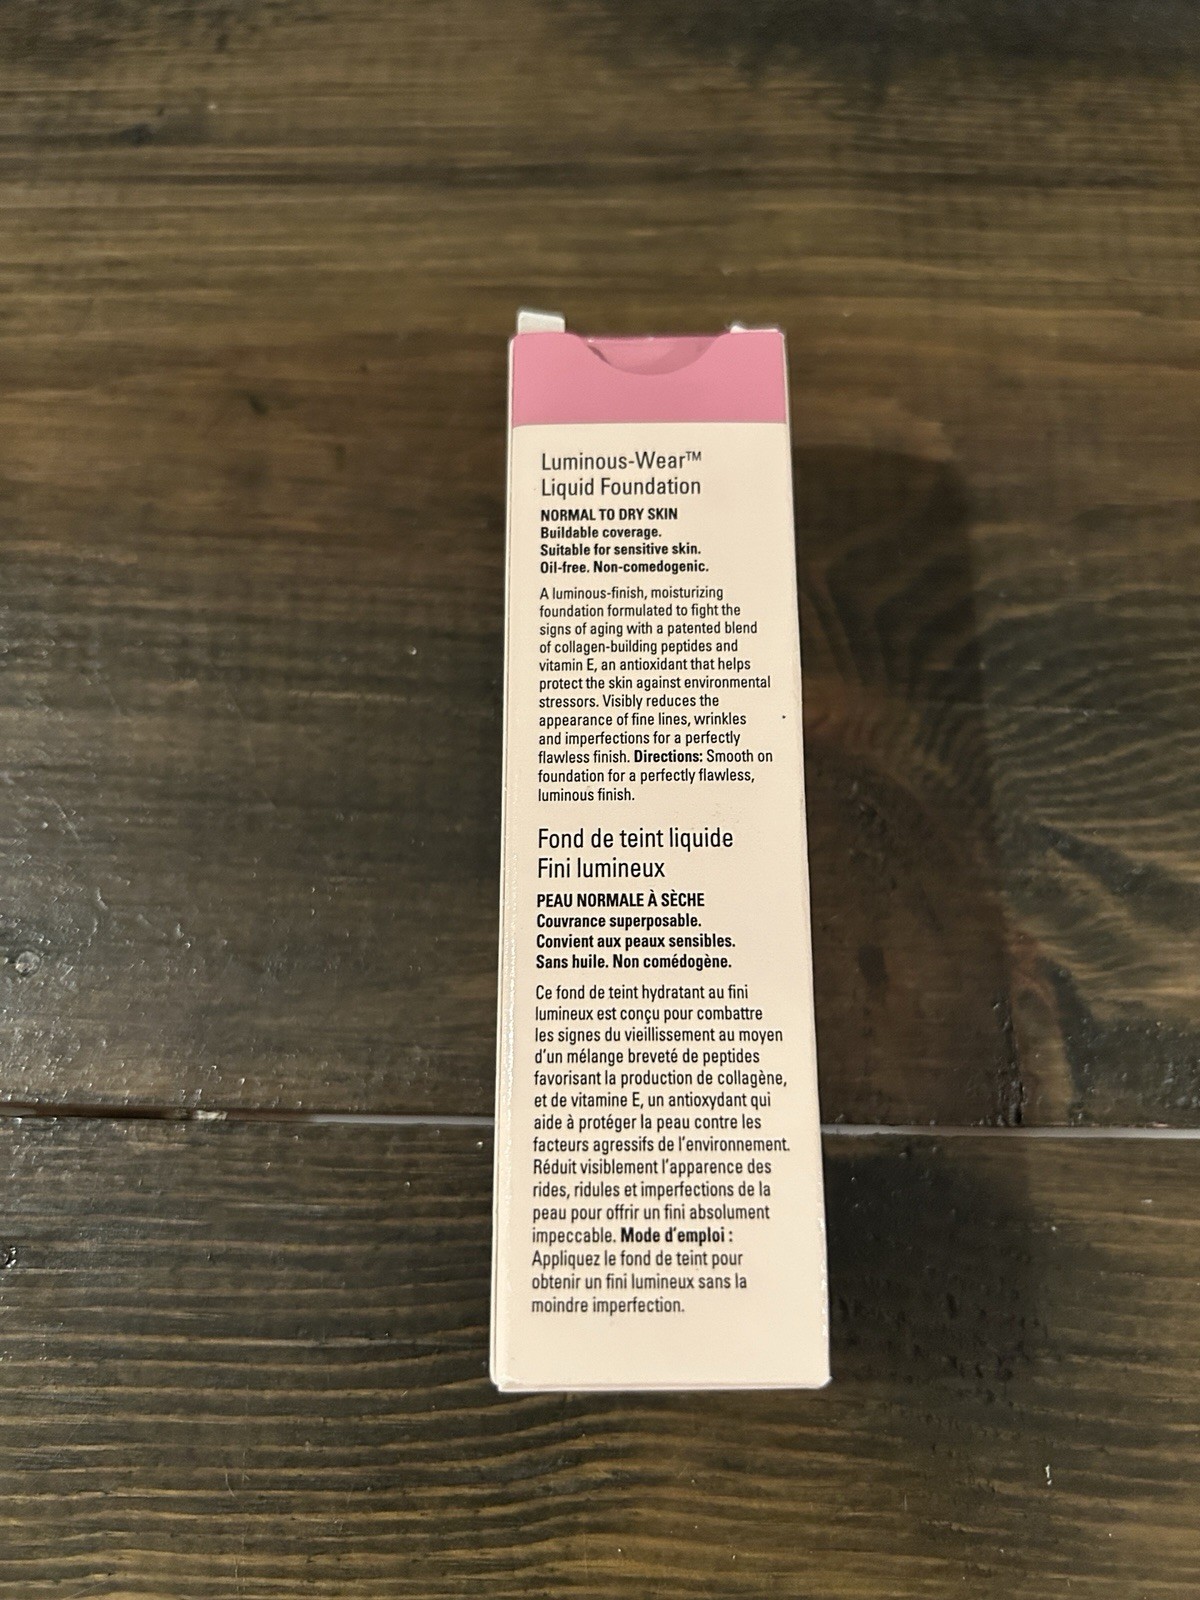 Luminous-Wear™
Liquid Foundation
NORMAL TO DRY SKIN
Buildable coverage.
Suitable for sensitive skin.
Oil-free. Non-comedogenic.
A luminous-finish, moisturizing
foundation formulated to fight the
signs of aging with a patented blend
of collagen-building peptides and
vitamin E, an antioxidant that helps
protect the skin against environmental
stressors. Visibly reduces the
appearance of fine lines, wrinkles
and imperfections for a perfectly
flawless finish. Directions: Smooth on
foundation for a perfectly flawless,
luminous finish.
Fond de teint liquide
Fini lumineux
PEAU NORMALE À SÈCHE
Couvrance superposable.
Convient aux peaux sensibles.
Sans huile. Non comédogène.
Ce fond de teint hydratant au fini
lumineux est conçu pour combattre
les signes du vieillissement au moyen
d'un mélange breveté de peptides
favorisant la production de collagène,
et de vitamine E, un antioxydant qui
aide à protéger la peau contre les
facteurs agressifs de l'environnement.
Réduit visiblement l'apparence des
rides, ridules et imperfections de la
peau pour offrir un fini absolument
impeccable. Mode d'emploi :
Appliquez le fond de teint pour
obtenir un fini lumineux sans la
moindre imperfection.